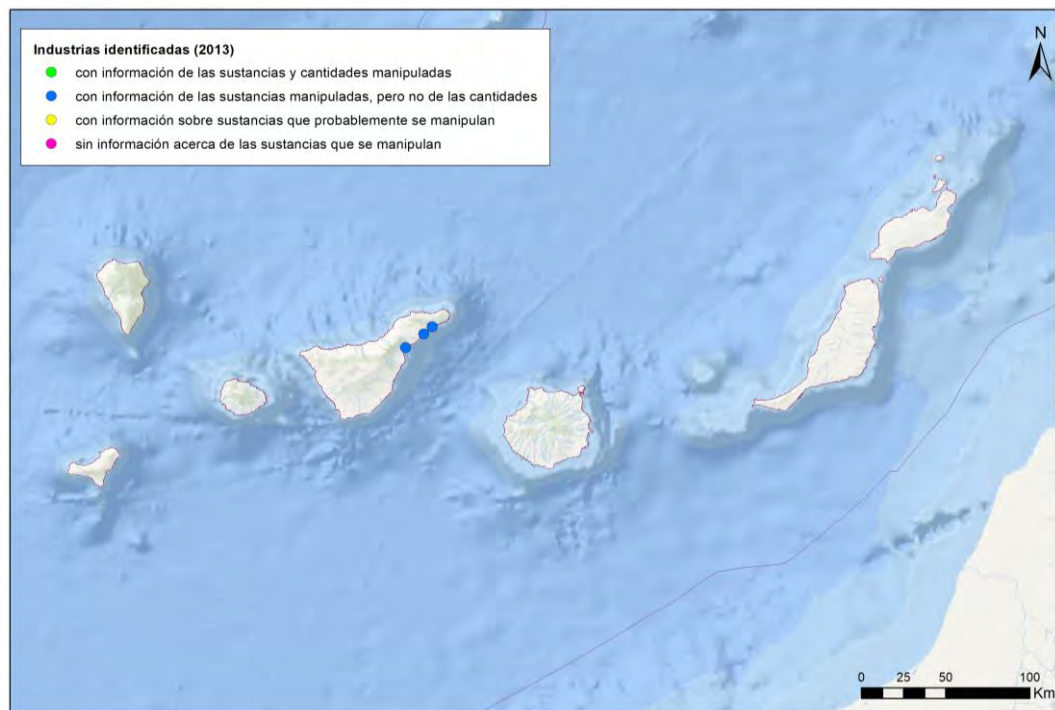 Industrias identificadas (2013)
con información de las sustancias y cantidades manipuladas
con información de las sustancias manipuladas, pero no de las cantidades
con información sobre sustancias que probablemente se manipulan
sin información acerca de las sustancias que se manipulan
N
0 25 50 100
Km